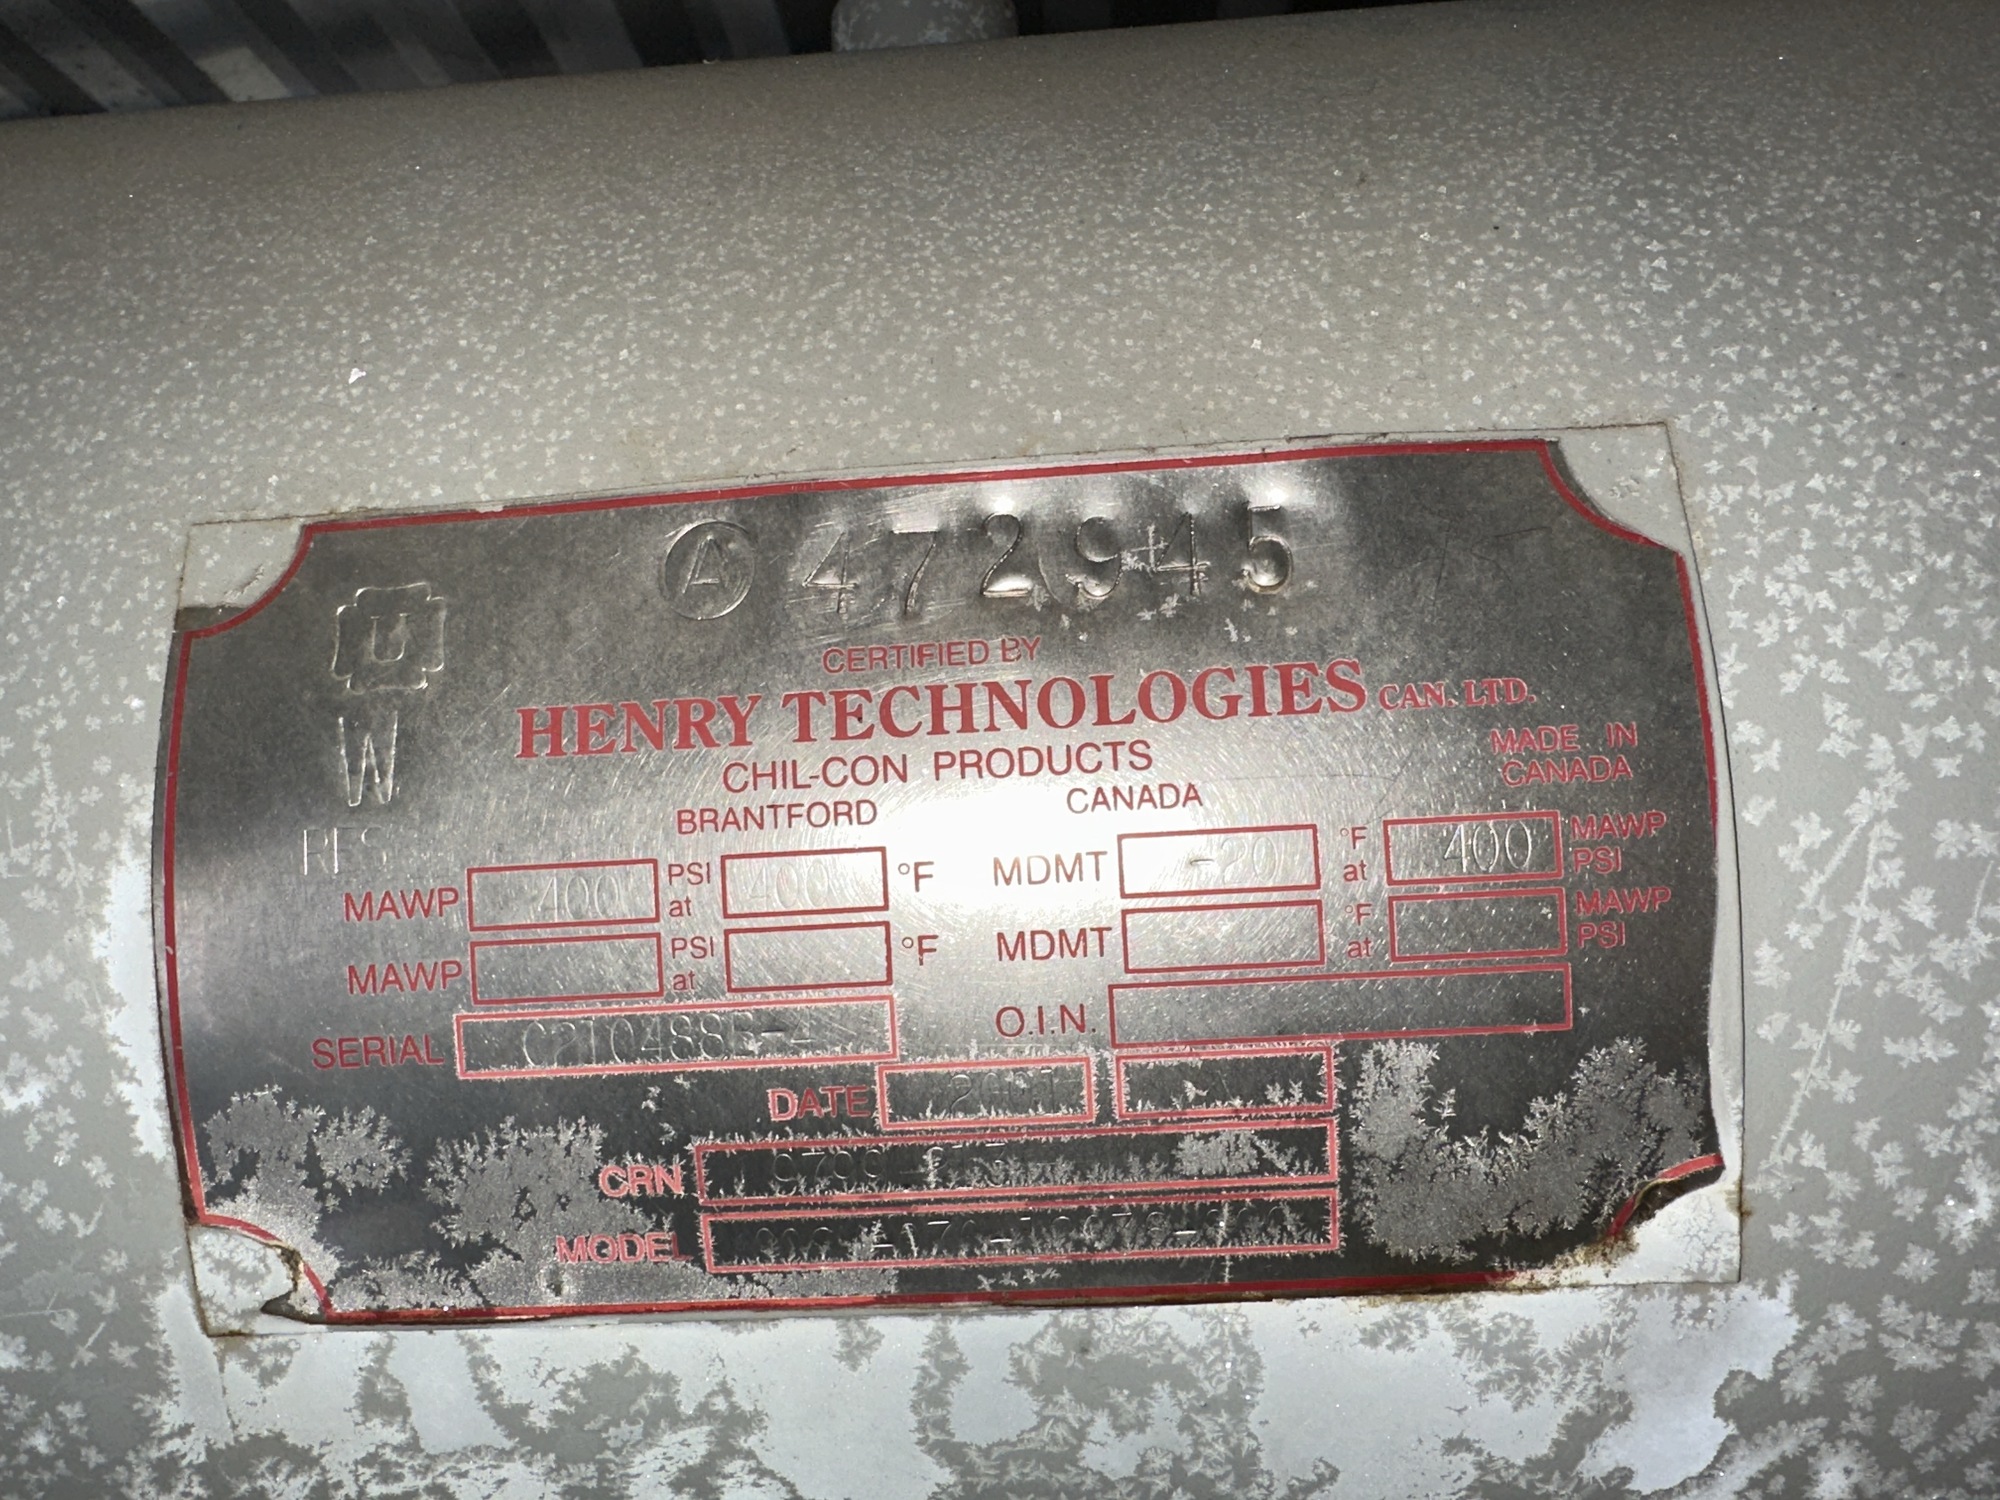 A 472945
U
W
CERTIFIED BY
HENRY TECHNOLOGIES CAN. LTD.
CHIL-CON PRODUCTS
MADE IN
CANADA
BRANTFORD CANADA
MAWP 400 PSI at 400 °F MDMT -20 °F at 400 MAWP PSI
MAWP PSI at °F MDMT °F at MAWP PSI
SERIAL O.I.N.
DATE
CRN
MODEL